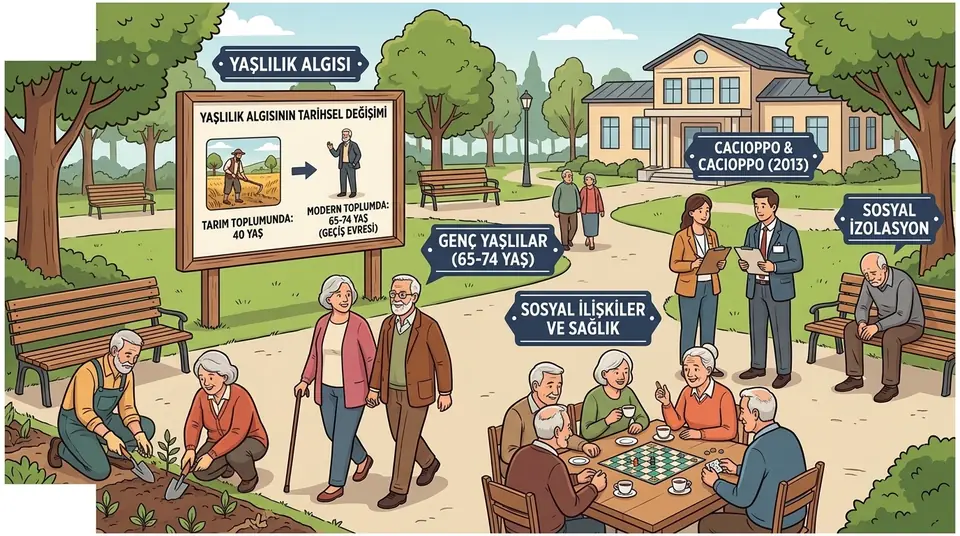 YAŞLILIK ALGISI
YAŞLILIK ALGISININ TARİHSEL DEĞİŞİMİ
TARIM TOPLUMUNDA:
40 YAŞ
MODERN TOPLUMDA:
65-74 YAŞ
(GEÇİŞ EVRESİ)
GENÇ YAŞLILAR
(65-74 YAŞ)
SOSYAL İLİŞKİLER
VE SAĞLIK
CACIOPPO &
CACIOPPO (2013)
SOSYAL
İZOLASYON